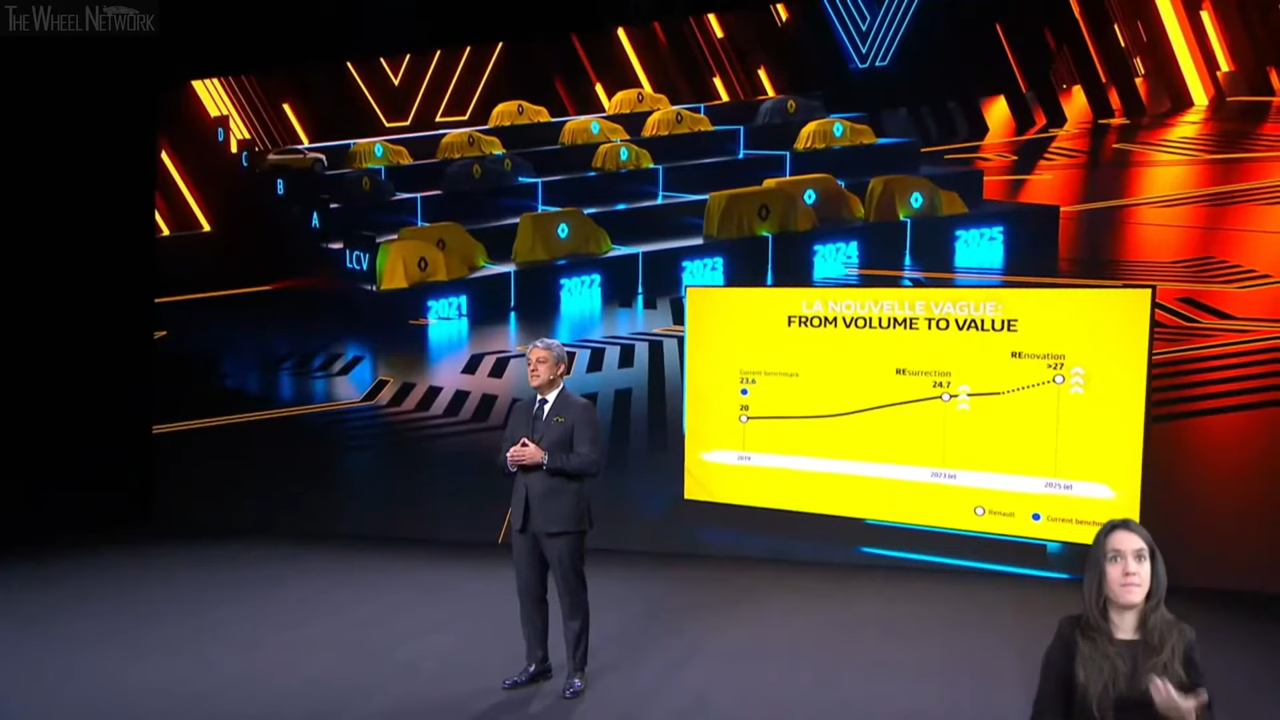 THE WHEEL NETWORK
D
C
B
A
LCV
2021
2022
2023
2024
2025
LA NOUVELLE VAGUE:
FROM VOLUME TO VALUE
Current benchmark
23.6
20
REsurrection
24.7
REnovation
>27
2019
2023(e)
2025(e)
Renault
Current benchm